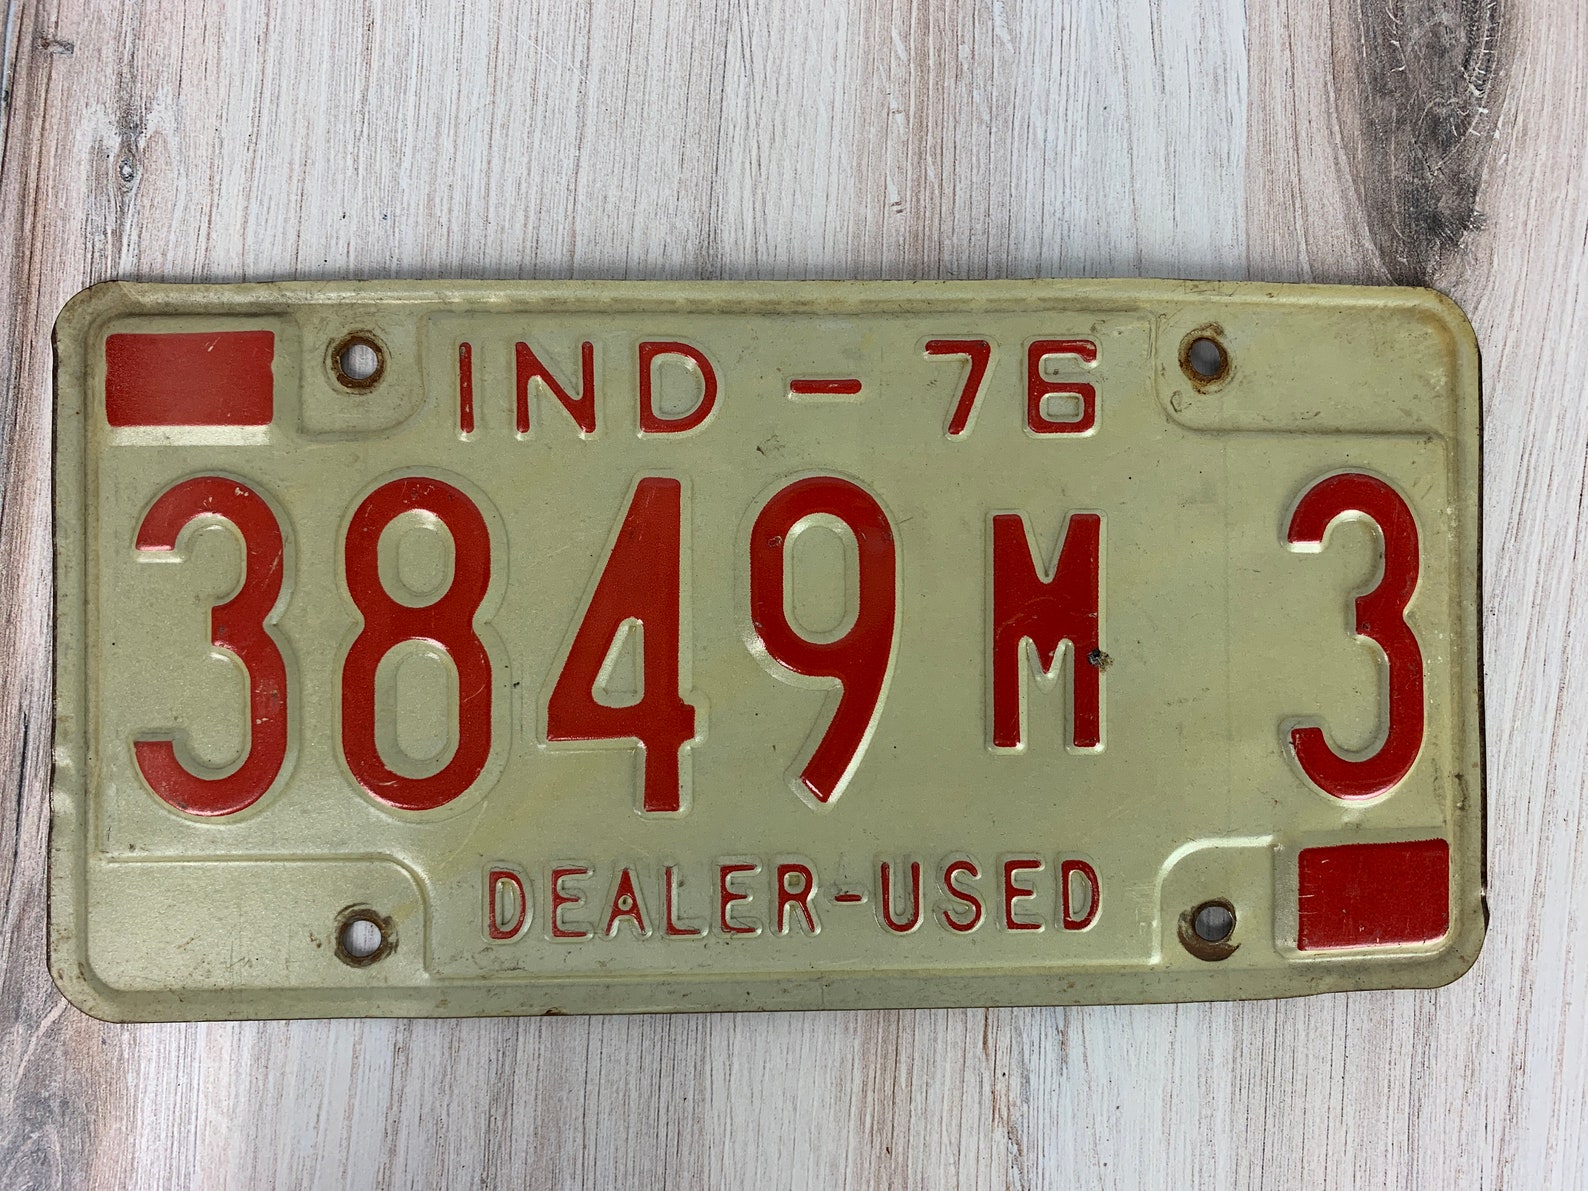 IND - 76
3849 M 3
DEALER-USED